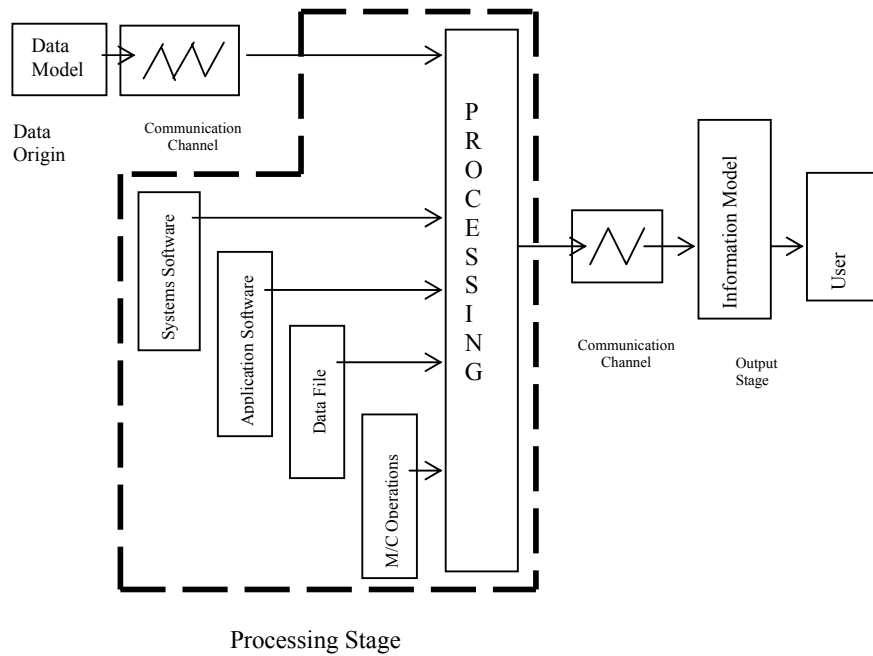 Data
Model
Data
Origin
Communication
Channel
Systems Software
Application Software
Data File
M/C Operations
PROCESSING
Communication
Channel
Information Model
Output
Stage
User
Processing Stage